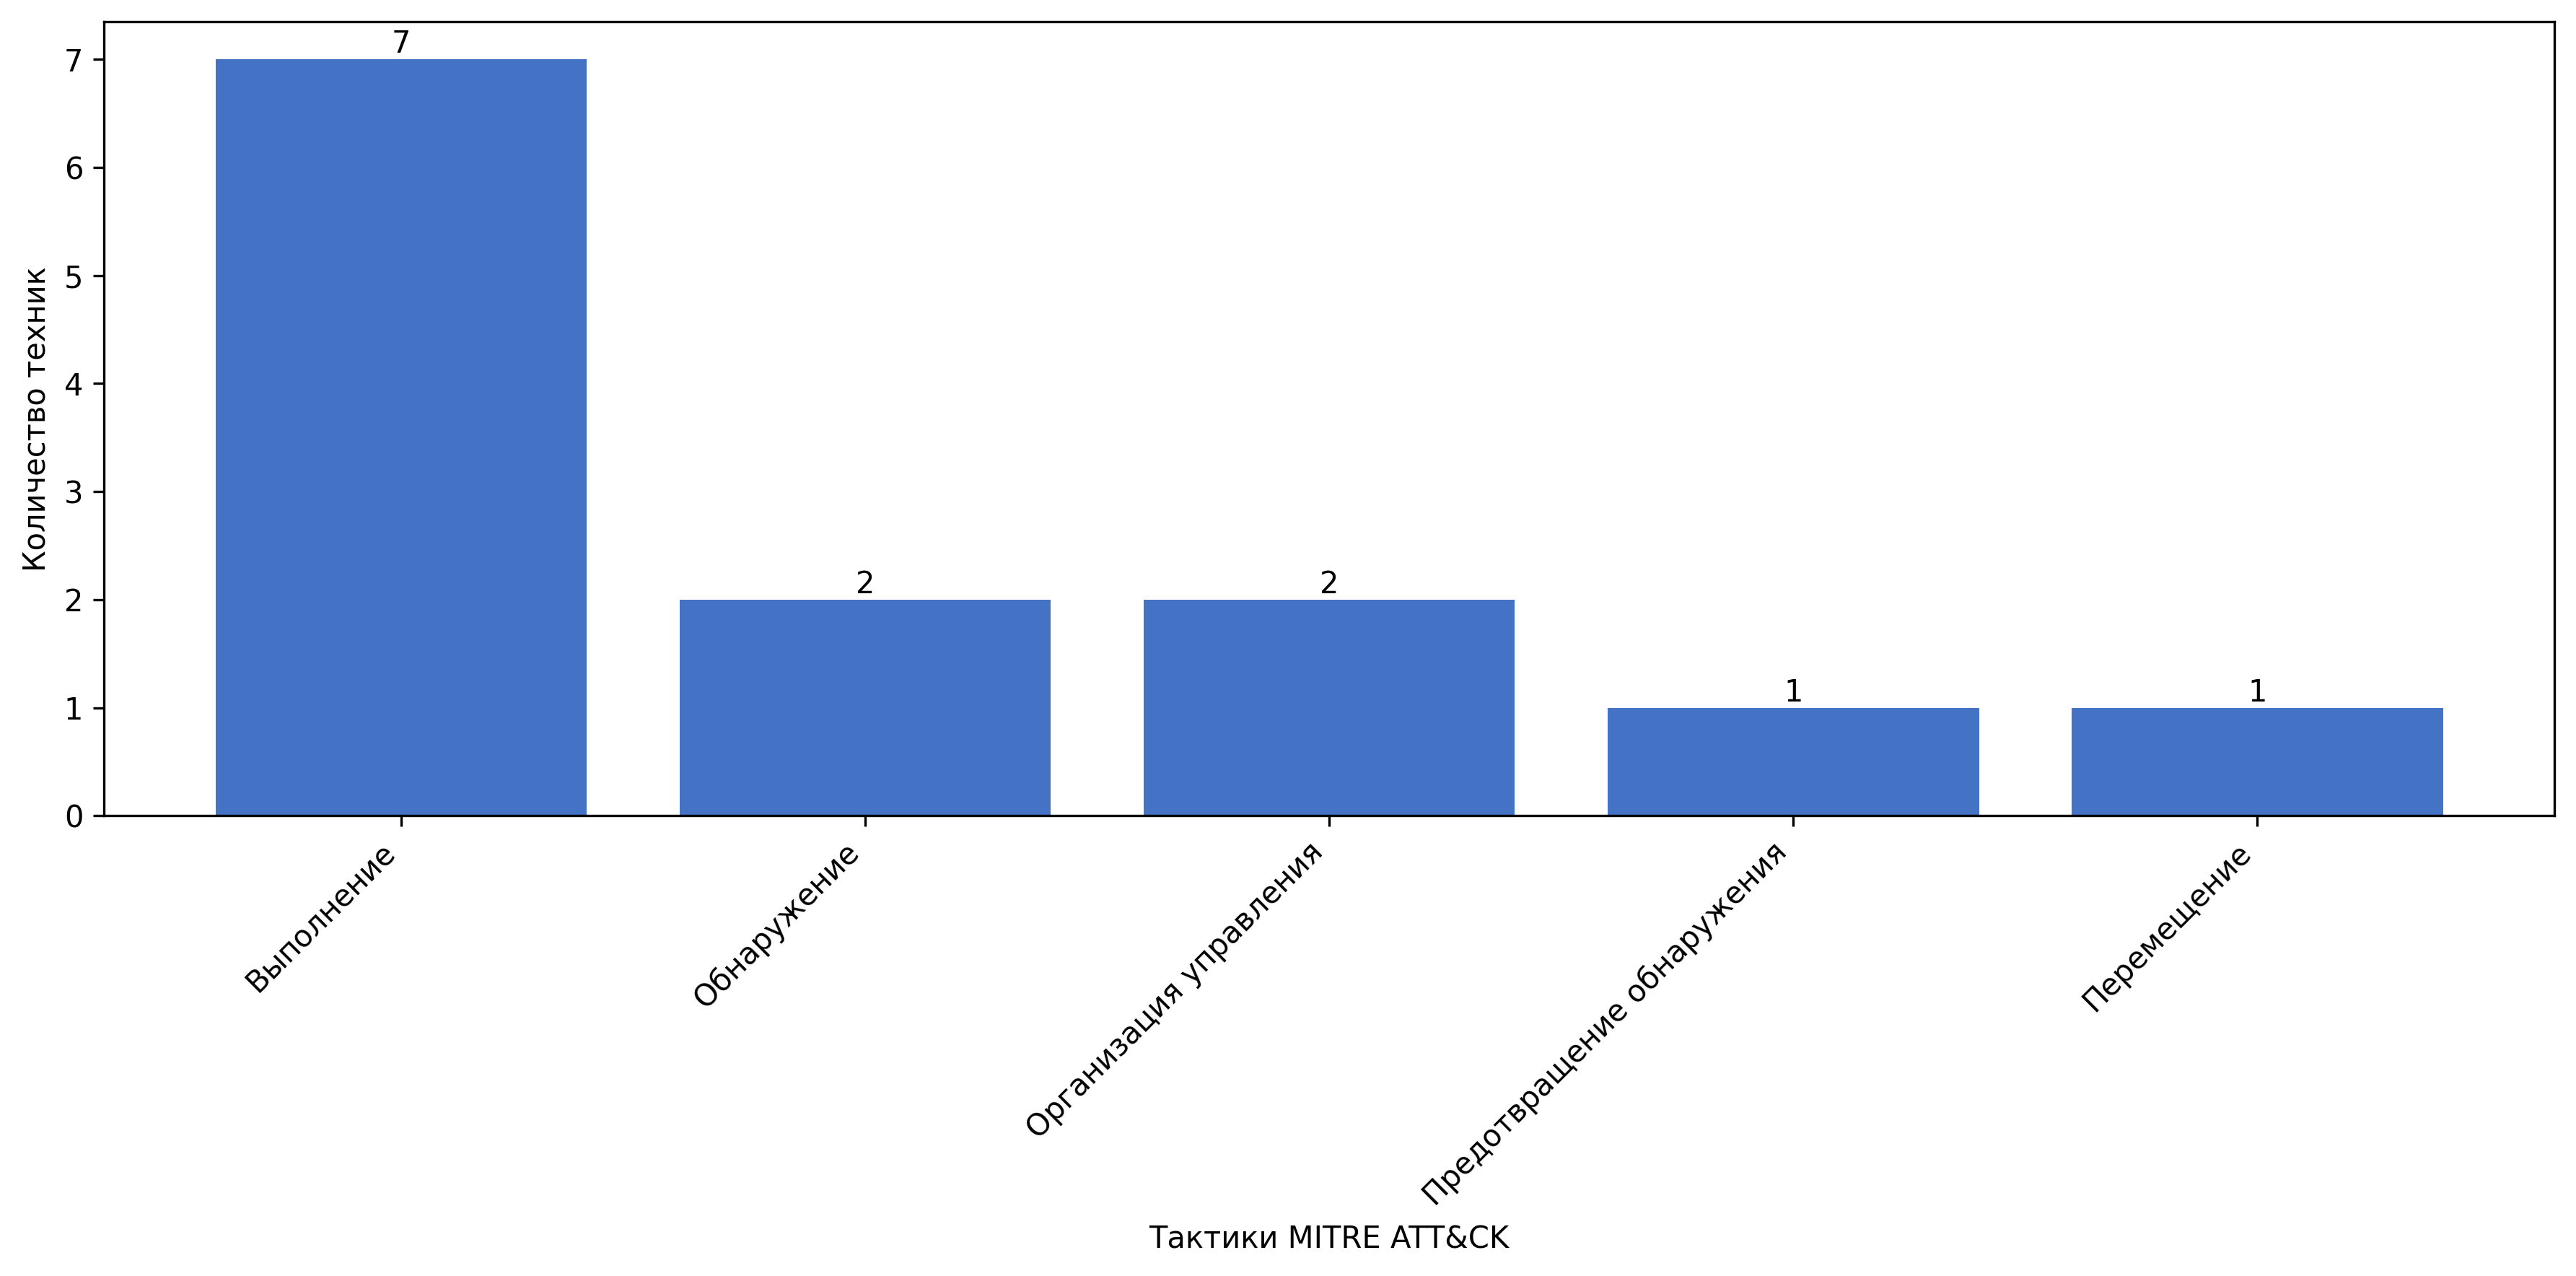 Количество техник
7
6
5
4
3
2
1
0
7
2
2
1
1
Выполнение
Обнаружение
Организация управления
Предотвращение обнаружения
Перемещение
Тактики MITRE ATT&CK